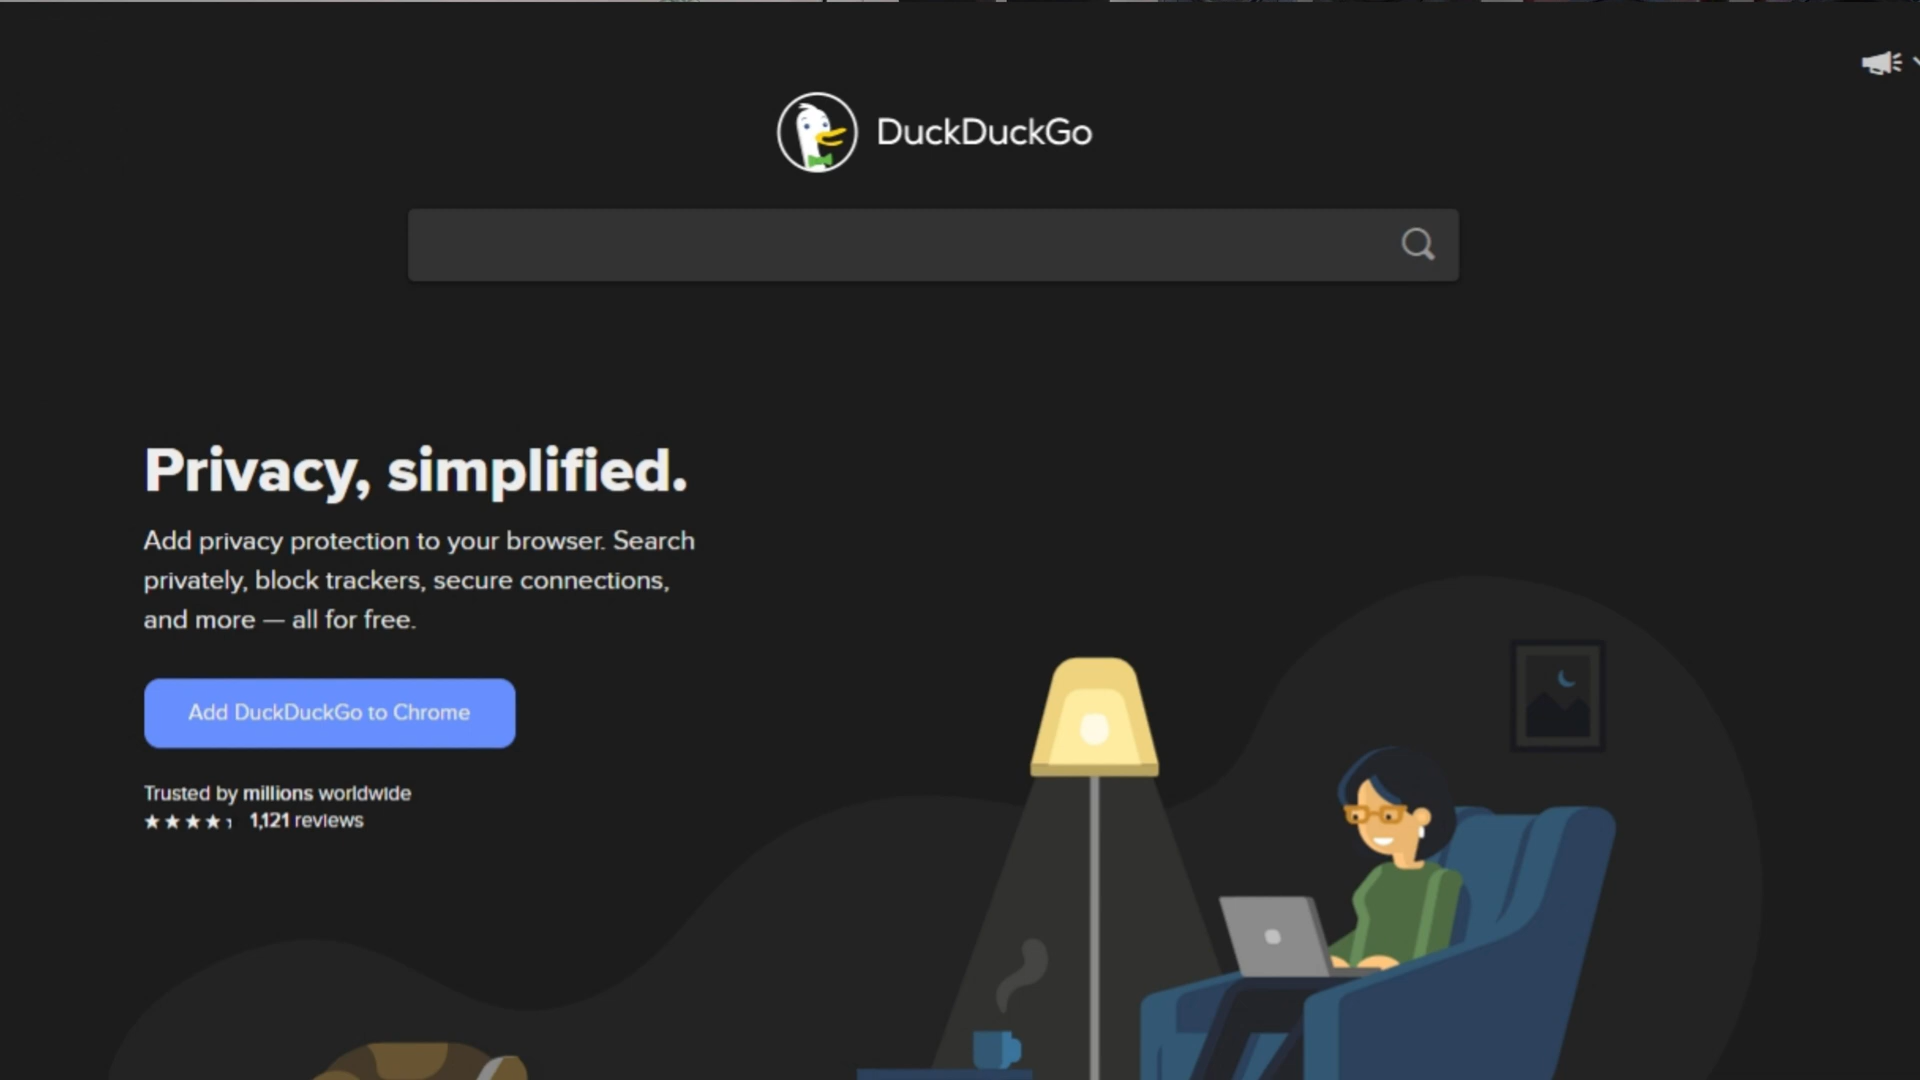 DuckDuckGo
Privacy, simplified.
Add privacy protection to your browser. Search
privately, block trackers, secure connections,
and more — all for free.
Add DuckDuckGo to Chrome
Trusted by millions worldwide
1,121 reviews